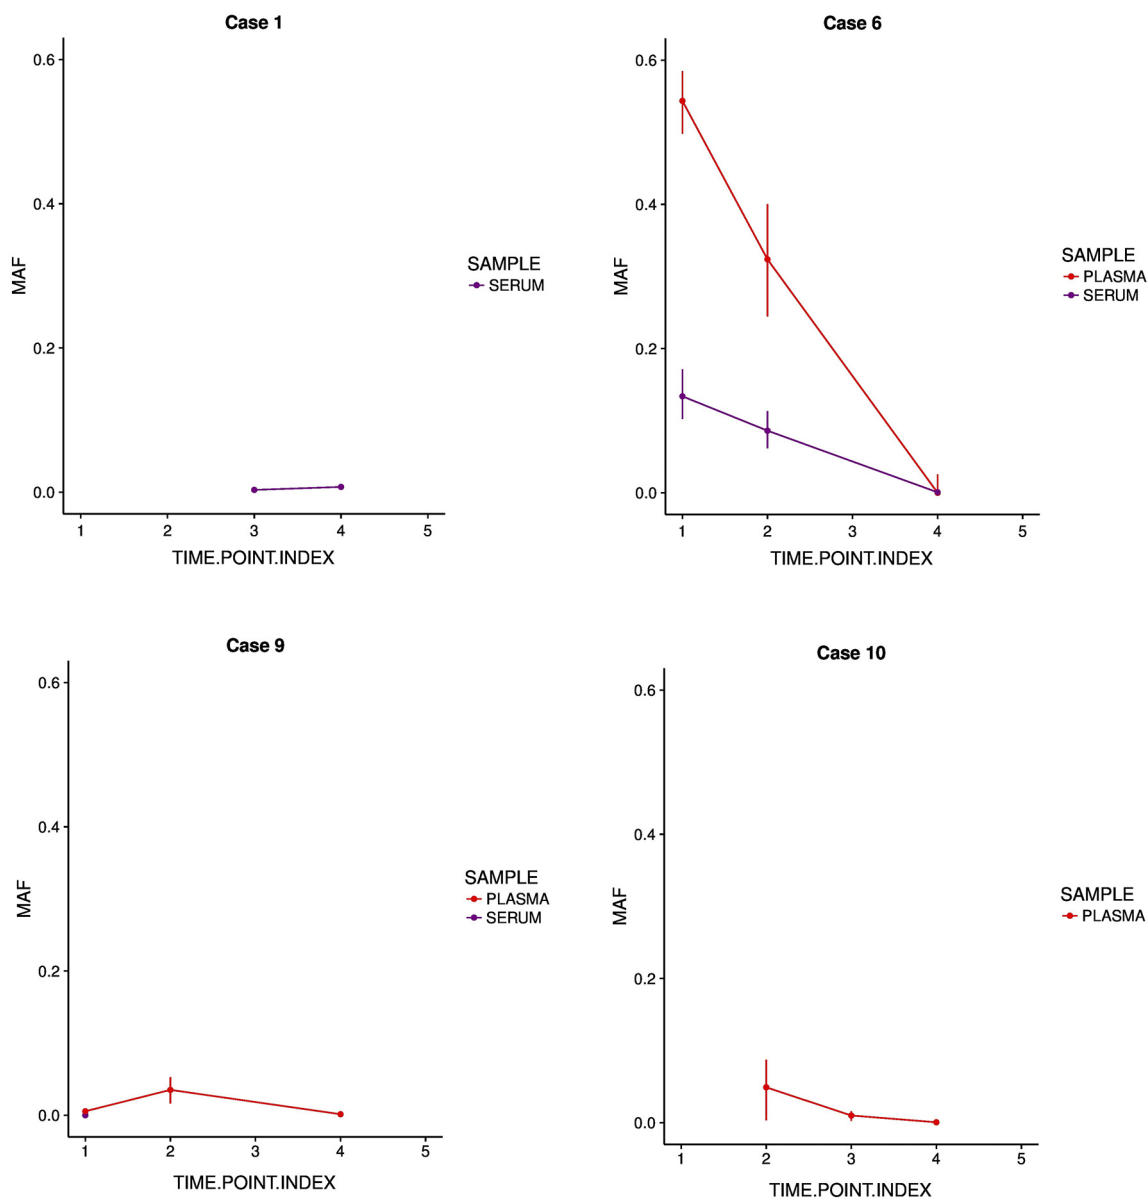 Case 1
0.6
0.4
0.2
0.0
MAF
1 2 3 4 5
TIME.POINT.INDEX
SAMPLE
SERUM
Case 6
0.6
0.4
0.2
0.0
MAF
1 2 3 4 5
TIME.POINT.INDEX
SAMPLE
PLASMA
SERUM
Case 9
0.6
0.4
0.2
0.0
MAF
1 2 3 4 5
TIME.POINT.INDEX
SAMPLE
PLASMA
SERUM
Case 10
0.6
0.4
0.2
0.0
MAF
1 2 3 4 5
TIME.POINT.INDEX
SAMPLE
PLASMA